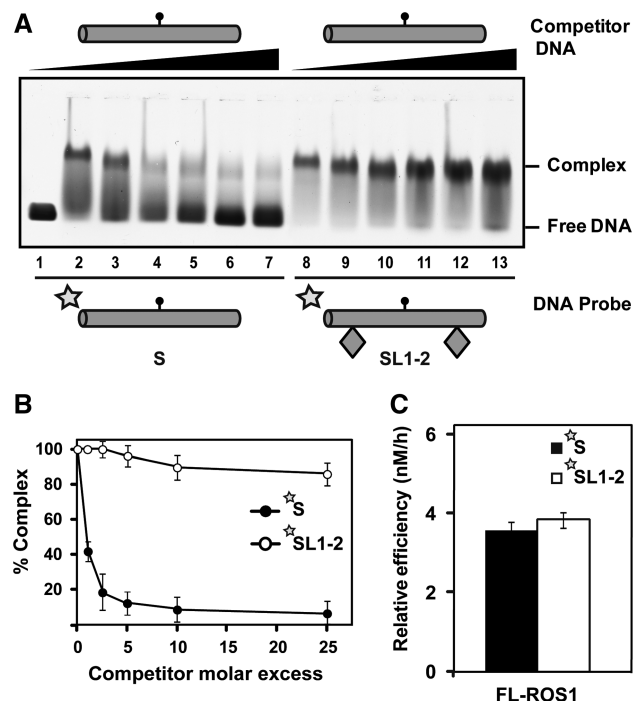 A
Competitor
DNA
Complex
Free DNA
1 2 3 4 5 6 7 8 9 10 11 12 13
DNA Probe
S
SL1-2
B
% Complex
100
80
60
40
20
S
SL1-2
0 5 10 15 20 25
Competitor molar excess
C
Relative efficiency (nM/h)
6
4
2
0
S
SL1-2
FL-ROS1